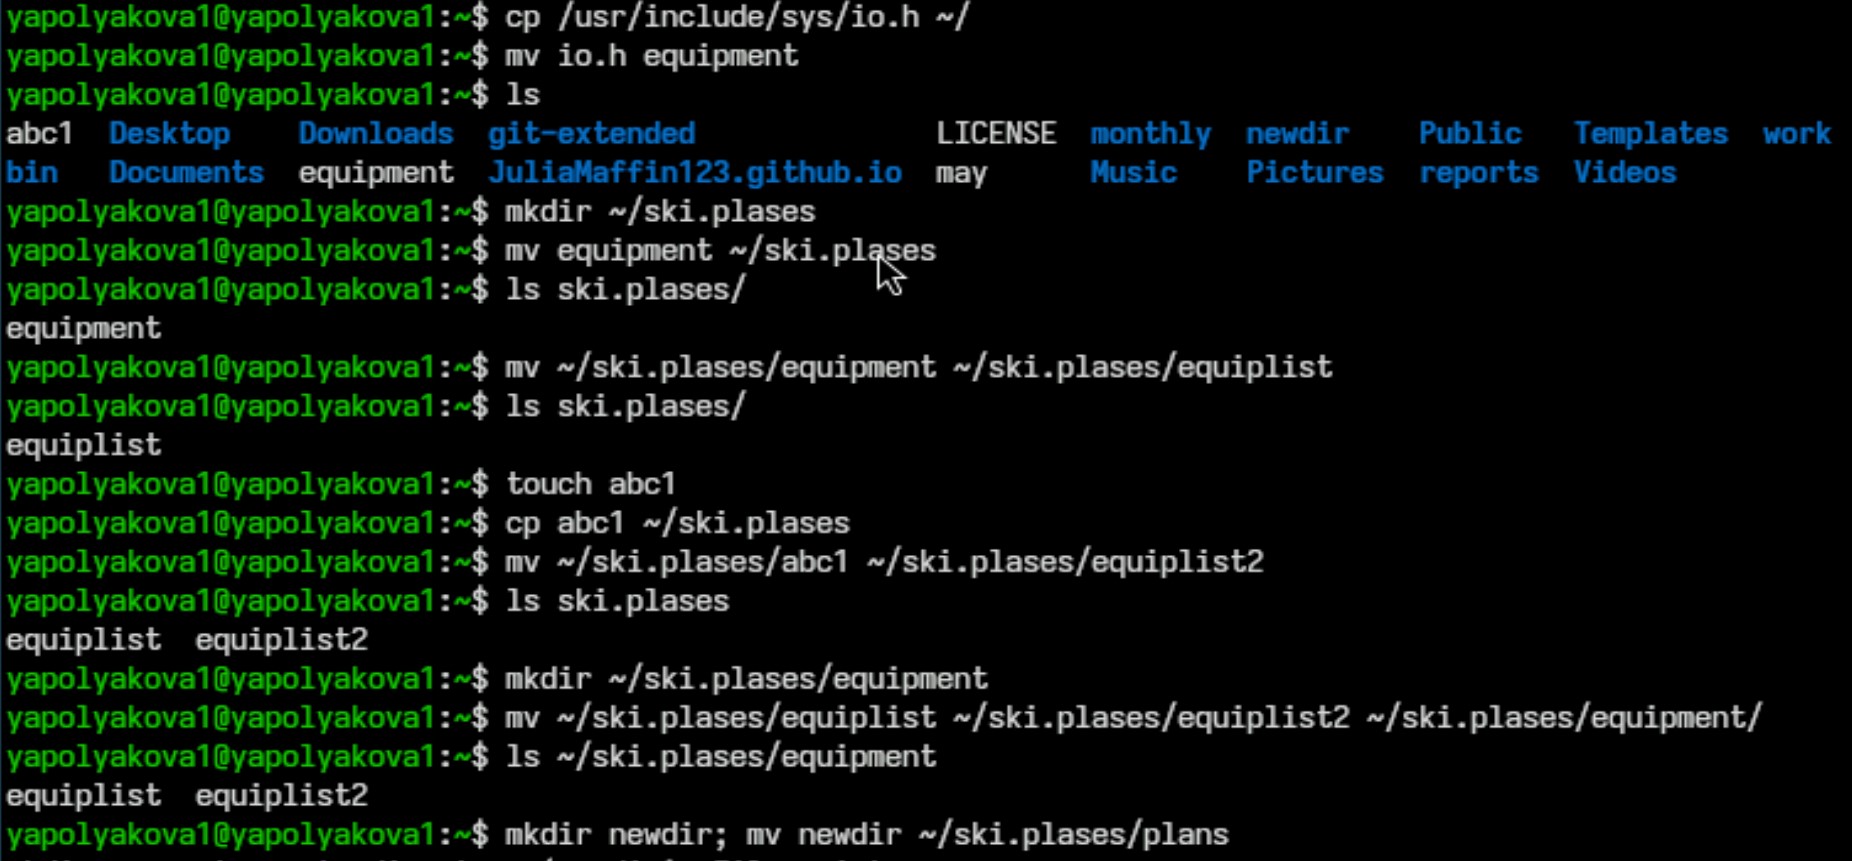 yapolyakova1@yapolyakova1:~$ cp /usr/include/sys/io.h ~/
yapolyakova1@yapolyakova1:~$ mv io.h equipment
yapolyakova1@yapolyakova1:~$ ls
abc1 Desktop Downloads git-extended LICENSE monthly newdir Public Templates work
bin Documents equipment JuliaMaffin123.github.io may Music Pictures reports Videos
yapolyakova1@yapolyakova1:~$ mkdir ~/ski.plases
yapolyakova1@yapolyakova1:~$ mv equipment ~/ski.plases
yapolyakova1@yapolyakova1:~$ ls ski.plases/
equipment
yapolyakova1@yapolyakova1:~$ mv ~/ski.plases/equipment ~/ski.plases/equiplist
yapolyakova1@yapolyakova1:~$ ls ski.plases/
equiplist
yapolyakova1@yapolyakova1:~$ touch abc1
yapolyakova1@yapolyakova1:~$ cp abc1 ~/ski.plases
yapolyakova1@yapolyakova1:~$ mv ~/ski.plases/abc1 ~/ski.plases/equiplist2
yapolyakova1@yapolyakova1:~$ ls ski.plases
equiplist equiplist2
yapolyakova1@yapolyakova1:~$ mkdir ~/ski.plases/equipment
yapolyakova1@yapolyakova1:~$ mv ~/ski.plases/equiplist ~/ski.plases/equiplist2 ~/ski.plases/equipment/
yapolyakova1@yapolyakova1:~$ ls ~/ski.plases/equipment
equiplist equiplist2
yapolyakova1@yapolyakova1:~$ mkdir newdir; mv newdir ~/ski.plases/plans